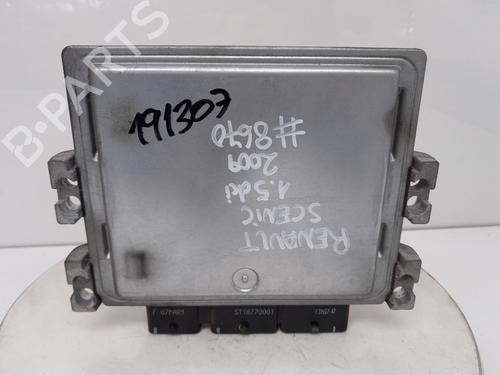 B-PARTS
191307
RENAULT
SCENIC
1.5dci
2009
#8670
S118770001